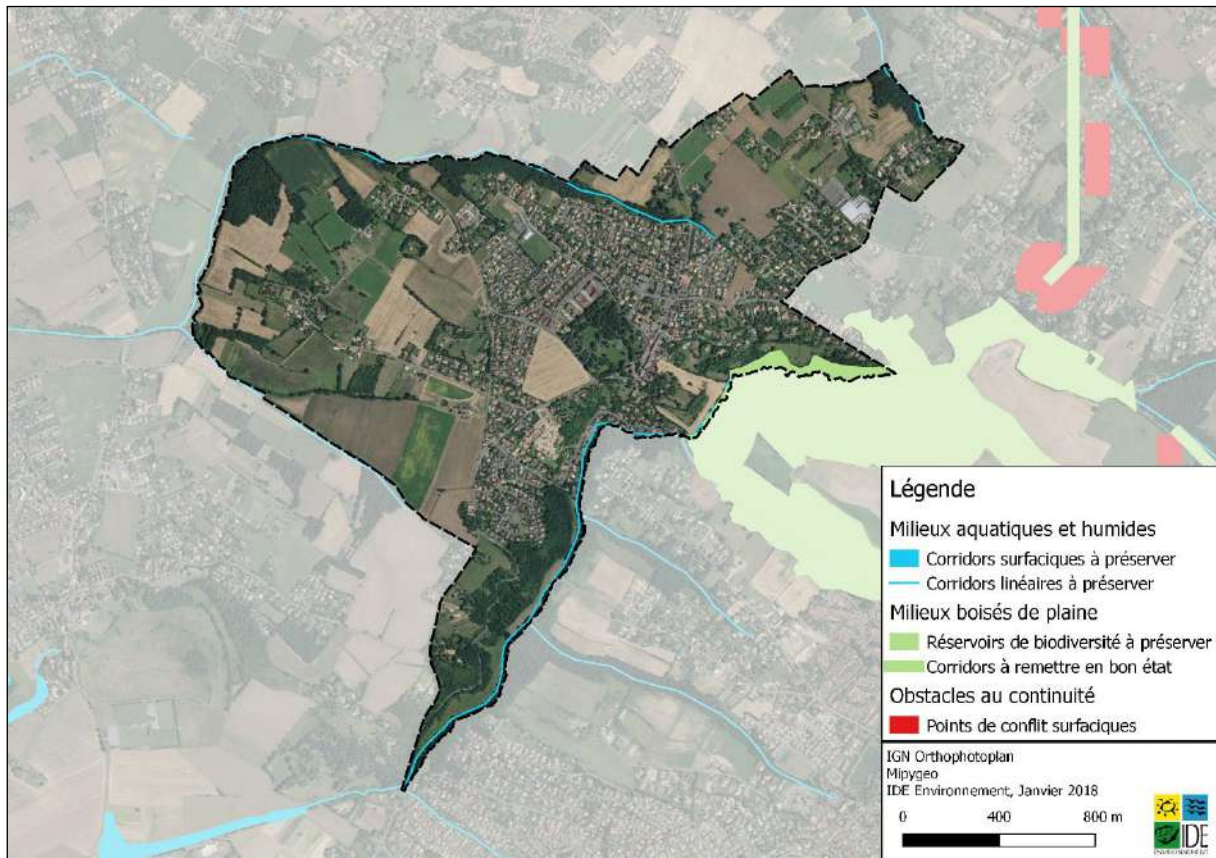 Légende
Milieux aquatiques et humides
Corridors surfaciques à préserver
Corridors linéaires à préserver
Milieux boisés de plaine
Réservoirs de biodiversité à préserver
Corridors à remettre en bon état
Obstacles au continuité
Points de conflit surfaciques
IGN Orthophotoplan
Mipygeo
IDE Environnement, Janvier 2018
0 400 800 m
IDE
ENVIRONNEMENT